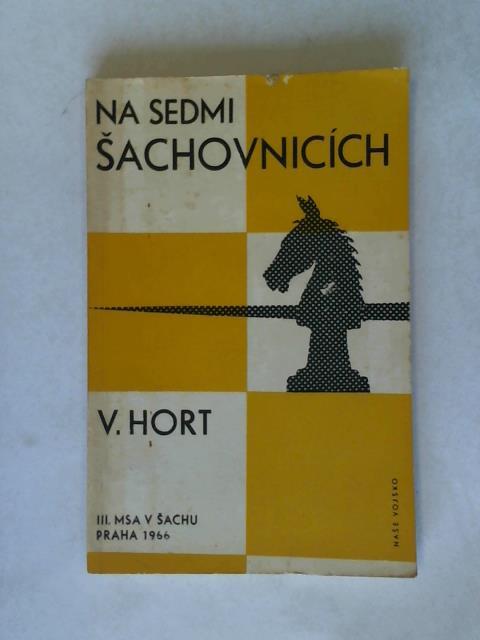 NA SEDMI
ŠACHOVNICÍCH
V. HORT
III. MSA V ŠACHU
PRAHA 1966
NAŠE VOJSKO